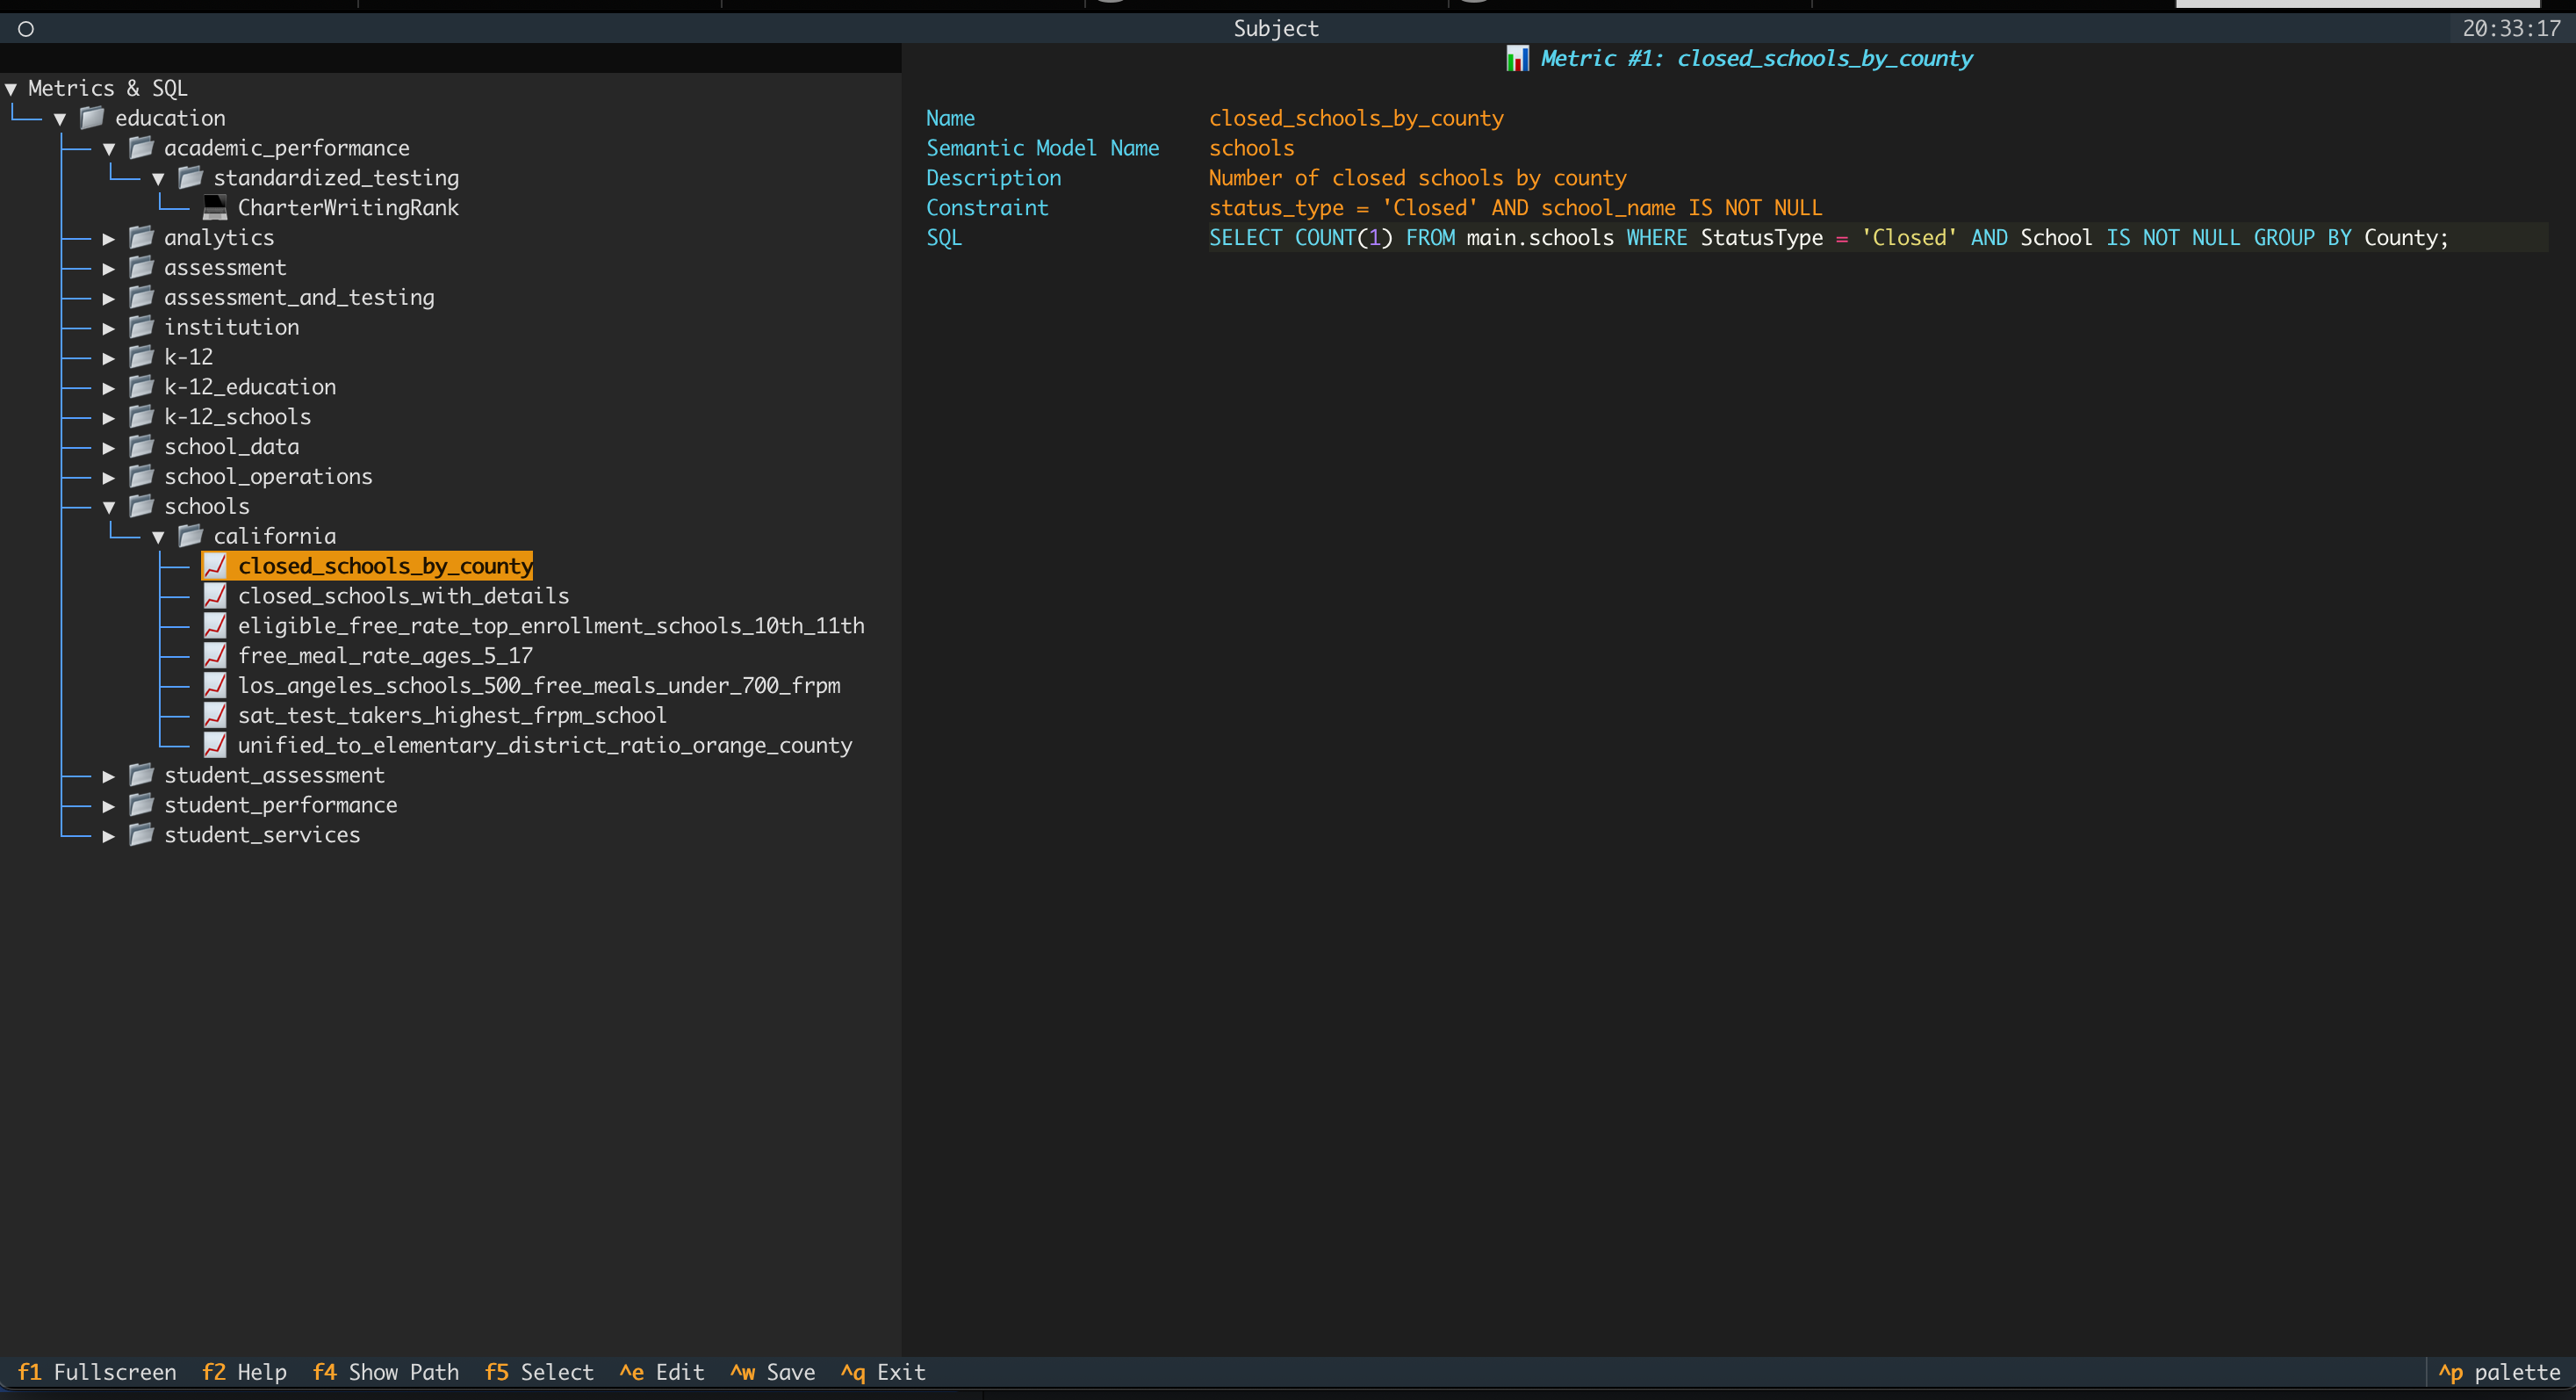 Subject
20:33:17
Metrics & SQL
education
academic_performance
standardized_testing
CharterWritingRank
analytics
assessment
assessment_and_testing
institution
k-12
k-12_education
k-12_schools
school_data
school_operations
schools
california
closed_schools_by_county
closed_schools_with_details
eligible_free_rate_top_enrollment_schools_10th_11th
free_meal_rate_ages_5_17
los_angeles_schools_500_free_meals_under_700_frpm
sat_test_takers_highest_frpm_school
unified_to_elementary_district_ratio_orange_county
student_assessment
student_performance
student_services
Metric #1: closed_schools_by_county
Name closed_schools_by_county
Semantic Model Name schools
Description Number of closed schools by county
Constraint status_type = 'Closed' AND school_name IS NOT NULL
SQL SELECT COUNT(1) FROM main.schools WHERE StatusType = 'Closed' AND School IS NOT NULL GROUP BY County;
f1 Fullscreen f2 Help f4 Show Path f5 Select ^e Edit ^w Save ^q Exit ^p palette